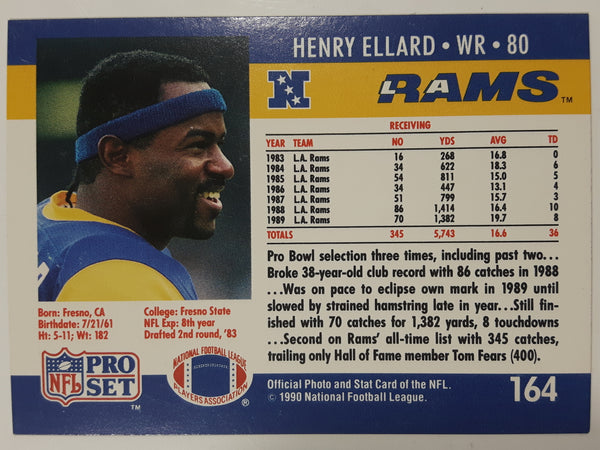 HENRY ELLARD • WR • 80
N
L.A. RAMS TM
RECEIVING
YEAR TEAM NO YDS AVG TD
1983 L.A. Rams 16 268 16.8 0
1984 L.A. Rams 34 622 18.3 6
1985 L.A. Rams 54 811 15.0 5
1986 L.A. Rams 34 447 13.1 4
1987 L.A. Rams 51 799 15.7 3
1988 L.A. Rams 86 1,414 16.4 10
1989 L.A. Rams 70 1,382 19.7 8
TOTALS 345 5,743 16.6 36
Pro Bowl selection three times, including past two...
Broke 38-year-old club record with 86 catches in 1988
...Was on pace to eclipse own mark in 1989 until
slowed by strained hamstring late in year...Still fin-
ished with 70 catches for 1,382 yards, 8 touchdowns
...Second on Rams' all-time list with 345 catches,
trailing only Hall of Fame member Tom Fears (400).
Born: Fresno, CA
Birthdate: 7/21/61
Ht: 5-11; Wt: 182
College: Fresno State
NFL Exp: 8th year
Drafted 2nd round, '83
NFL PRO SET TM
NATIONAL FOOTBALL LEAGUE
PLAYERS ASSOCIATION ®
Official Photo and Stat Card of the NFL.
© 1990 National Football League.
164